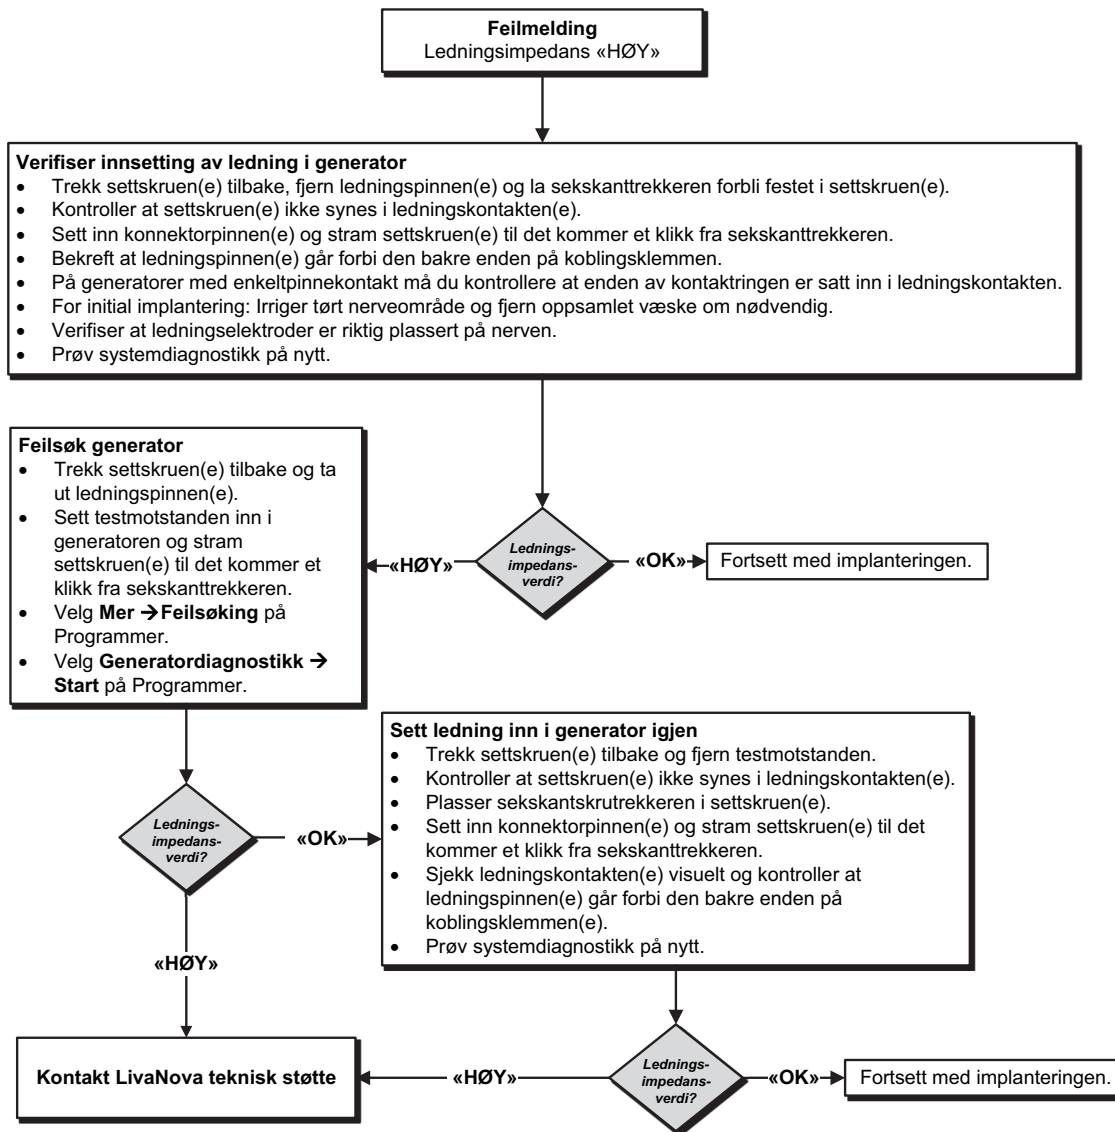 Feilmelding
Ledningsimpedans «HØY»
Verifiser innsetting av ledning i generator
• Trekk settskruen(e) tilbake, fjern ledningspinnen(e) og la sekskanttrekkeren forbli festet i settskruen(e).
• Kontroller at settskruen(e) ikke synes i ledningskontakten(e).
• Sett inn konnektorpinnen(e) og stram settskruen(e) til det kommer et klikk fra sekskanttrekkeren.
• Bekreft at ledningspinen(e) går forbi den bakre enden på koblingsklemmen.
• På generatorer med enkeltpinnekontakt må du kontrollere at enden av kontaktringen er satt inn i ledningskontakten.
• For initial implantering: Irriger tørt nerveområde og fjern oppsamlet væske om nødvendig.
• Verifiser at ledningselektroder er riktig plassert på nerven.
• Prøv systemdiagnostikk på nytt.
Lednings-
impedans-
verdi?
«HØY»
«OK»
Fortsett med implanteringen.
Feilsøk generator
• Trekk settskruen(e) tilbake og ta
ut ledningspinnen(e).
• Sett testmotstanden inn i
generatoren og stram
settskruen(e) til det kommer et
klikk fra sekskanttrekkeren.
• Velg Mer → Feilsøking på
Programmer.
• Velg Generatordiagnostikk →
Start på Programmer.
Lednings-
impedans-
verdi?
«OK»
«HØY»
Sett ledning inn i generator igjen
• Trekk settskruen(e) tilbake og fjern testmotstanden.
• Kontroller at settskruen(e) ikke synes i ledningskontakten(e).
• Plasser sekskantskrutrekkeren i settskruen(e).
• Sett inn konnektorpinnen(e) og stram settskruen(e) til det
kommer et klikk fra sekskanttrekkeren.
• Sjekk ledningskontakten(e) visuelt og kontroller at
ledningspinen(e) går forbi den bakre enden på
koblingsklemmen(e).
• Prøv systemdiagnostikk på nytt.
Lednings-
impedans-
verdi?
«HØY»
«OK»
Kontakt LivaNova teknisk støtte
Fortsett med implanteringen.